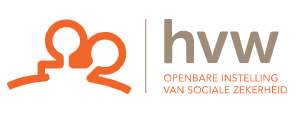 hvw
OPENBARE INSTELLING
VAN SOCIALE ZEKERHEID